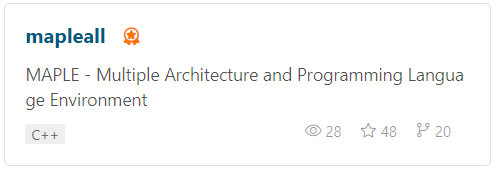 mapleall
MAPLE - Multiple Architecture and Programming Langua
ge Environment
C++
28 48 20